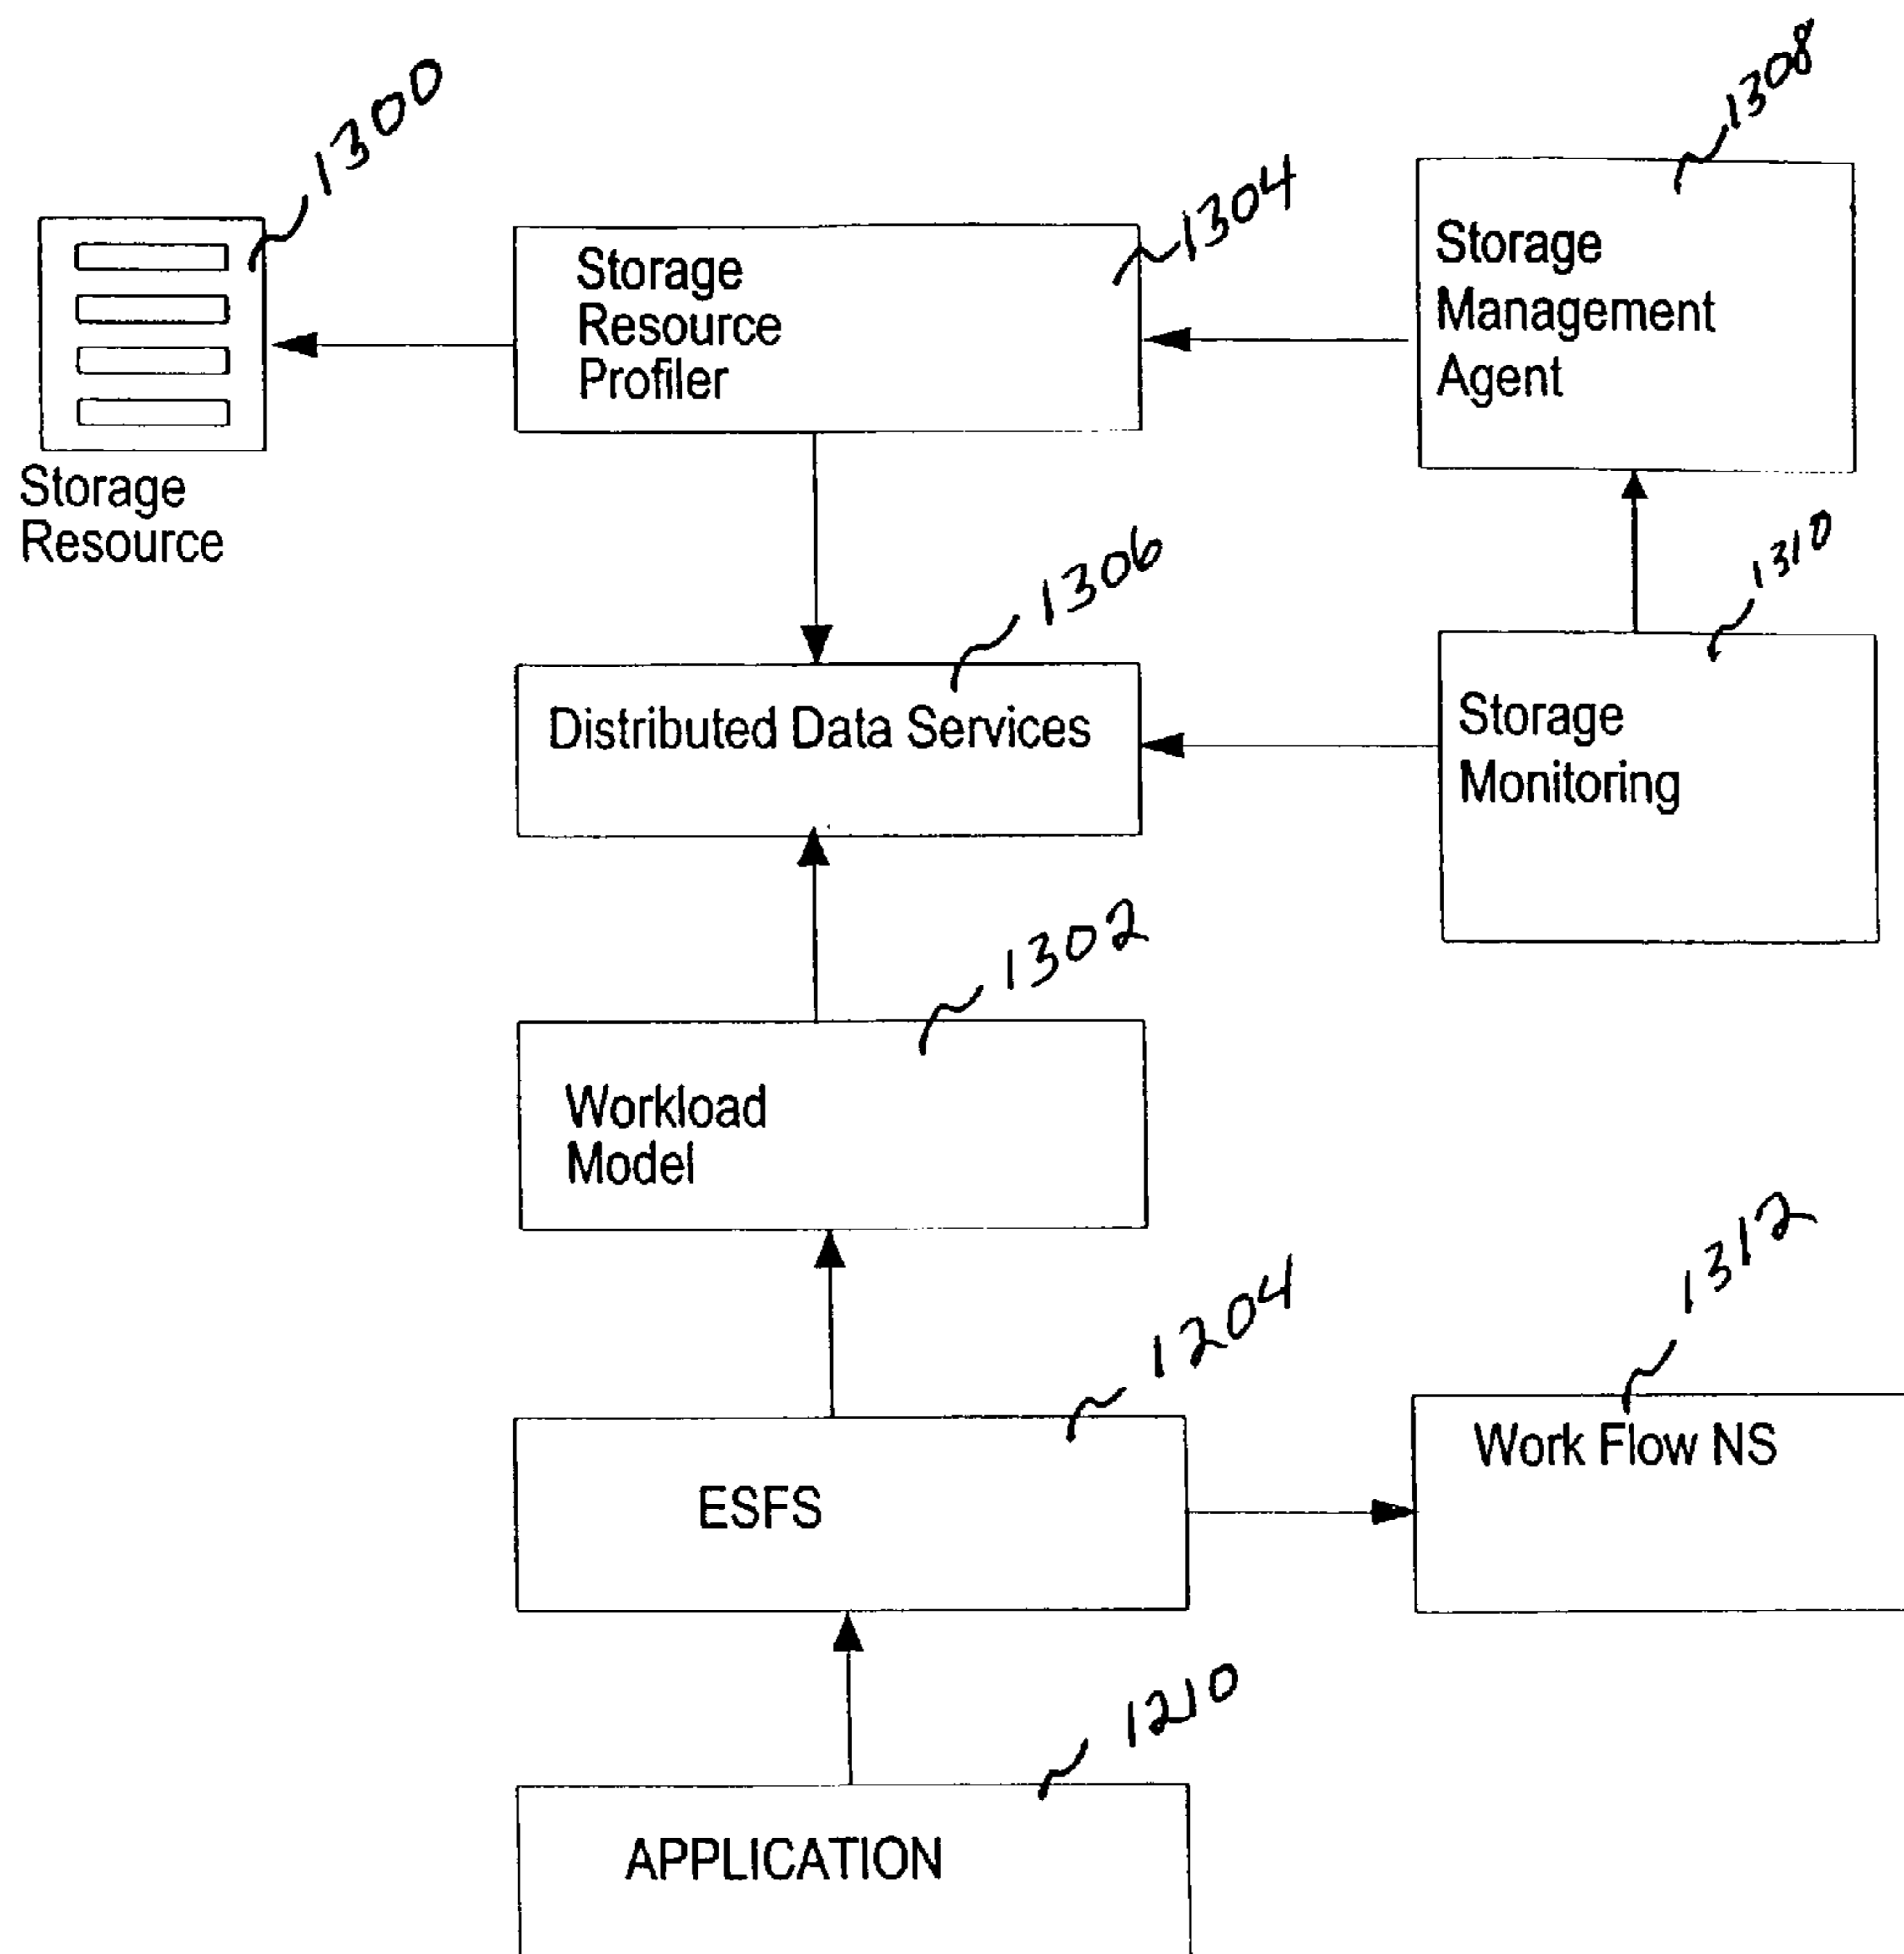 1300
1308
1304
Storage
Resource
Storage
Resource
Profiler
Storage
Management
Agent
1306
1310
Distributed Data Services
Storage
Monitoring
1302
Workload
Model
1204
1312
ESFS
Work Flow NS
1210
APPLICATION